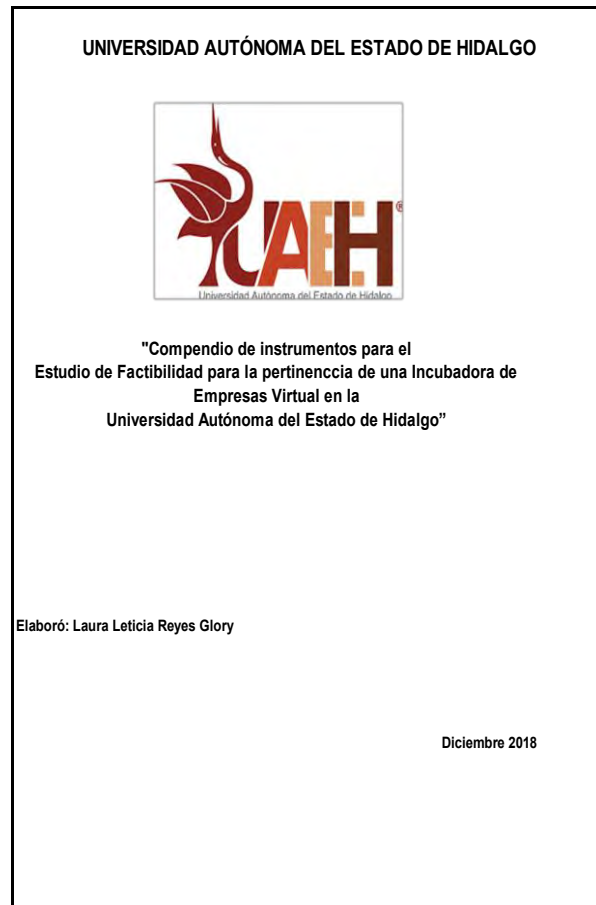 UNIVERSIDAD AUTÓNOMA DEL ESTADO DE HIDALGO
UAEH®
Universidad Autónoma del Estado de Hidalgo
"Compendio de instrumentos para el
Estudio de Factibilidad para la pertinenccia de una Incubadora de
Empresas Virtual en la
Universidad Autónoma del Estado de Hidalgo”
Elaboró: Laura Leticia Reyes Glory
Diciembre 2018